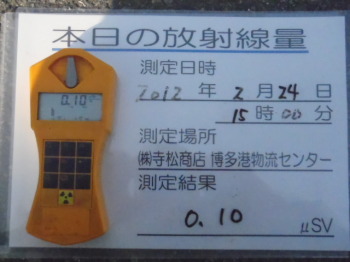 本日の放射線量
測定日時
2012 年 2 月 24 日
15 時 00 分
測定場所
㈱寺松商店 博多港物流センター
測定結果
0.10 μSV
0.10